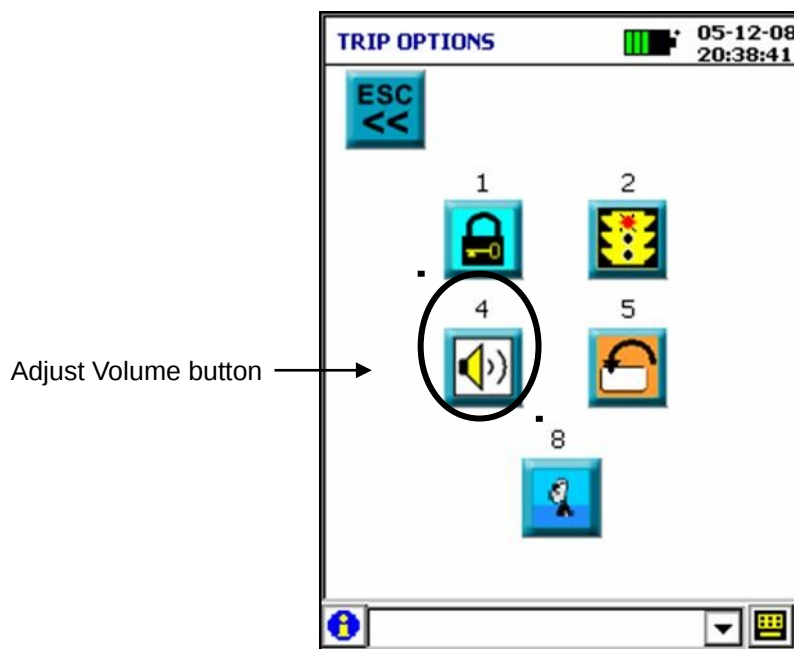 TRIP OPTIONS
05-12-08
20:38:41
ESC
<<
1
2
4
5
Adjust Volume button
8